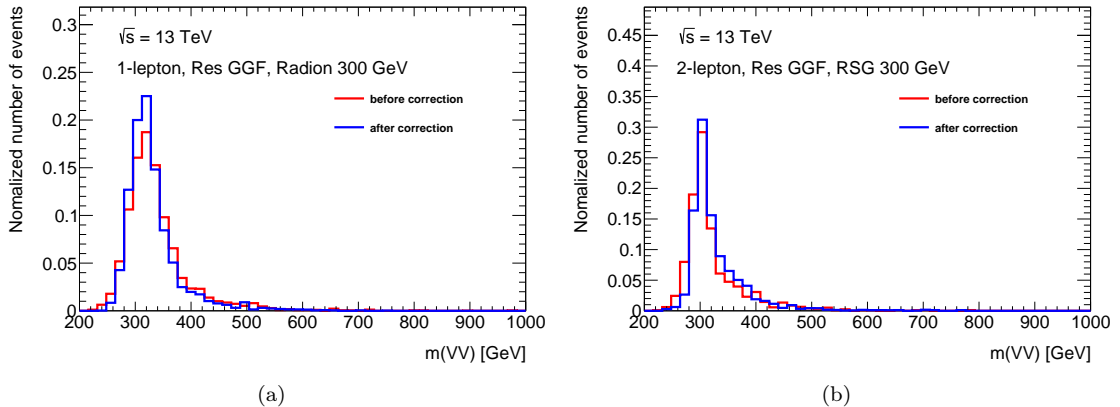 Nomalized number of events
0.3
0.25
0.2
0.15
0.1
0.05
0
√s = 13 TeV
1-lepton, Res GGF, Radion 300 GeV
before correction
after correction
200 300 400 500 600 700 800 900 1000
m(VV) [GeV]
(a)
Nomalized number of events
0.45
0.4
0.35
0.3
0.25
0.2
0.15
0.1
0.05
0
√s = 13 TeV
2-lepton, Res GGF, RSG 300 GeV
before correction
after correction
200 300 400 500 600 700 800 900 1000
m(VV) [GeV]
(b)